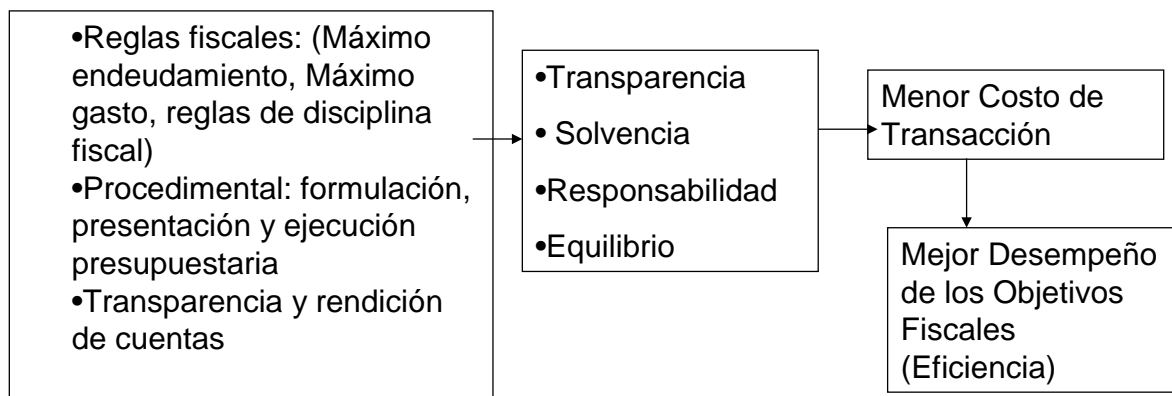 •Reglas fiscales: (Máximo
endeudamiento, Máximo
gasto, reglas de disciplina
fiscal)
•Procedimental: formulación,
presentación y ejecución
presupuestaria
•Transparencia y rendición
de cuentas
•Transparencia
• Solvencia
•Responsabilidad
•Equilibrio
Menor Costo de
Transacción
Mejor Desempeño
de los Objetivos
Fiscales
(Eficiencia)